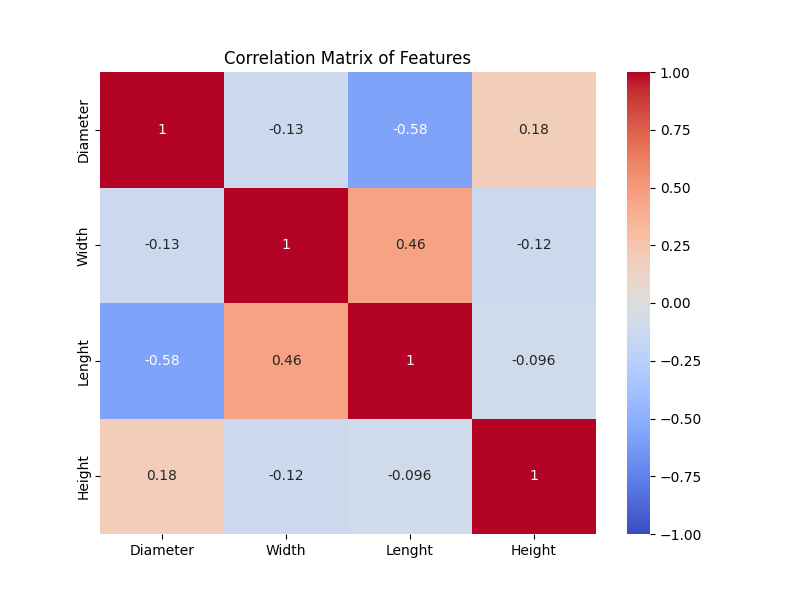 Correlation Matrix of Features
Diameter 1 -0.13 -0.58 0.18
Width -0.13 1 0.46 -0.12
Lenght -0.58 0.46 1 -0.096
Height 0.18 -0.12 -0.096 1
Diameter Width Lenght Height
1.00
0.75
0.50
0.25
0.00
−0.25
−0.50
−0.75
−1.00